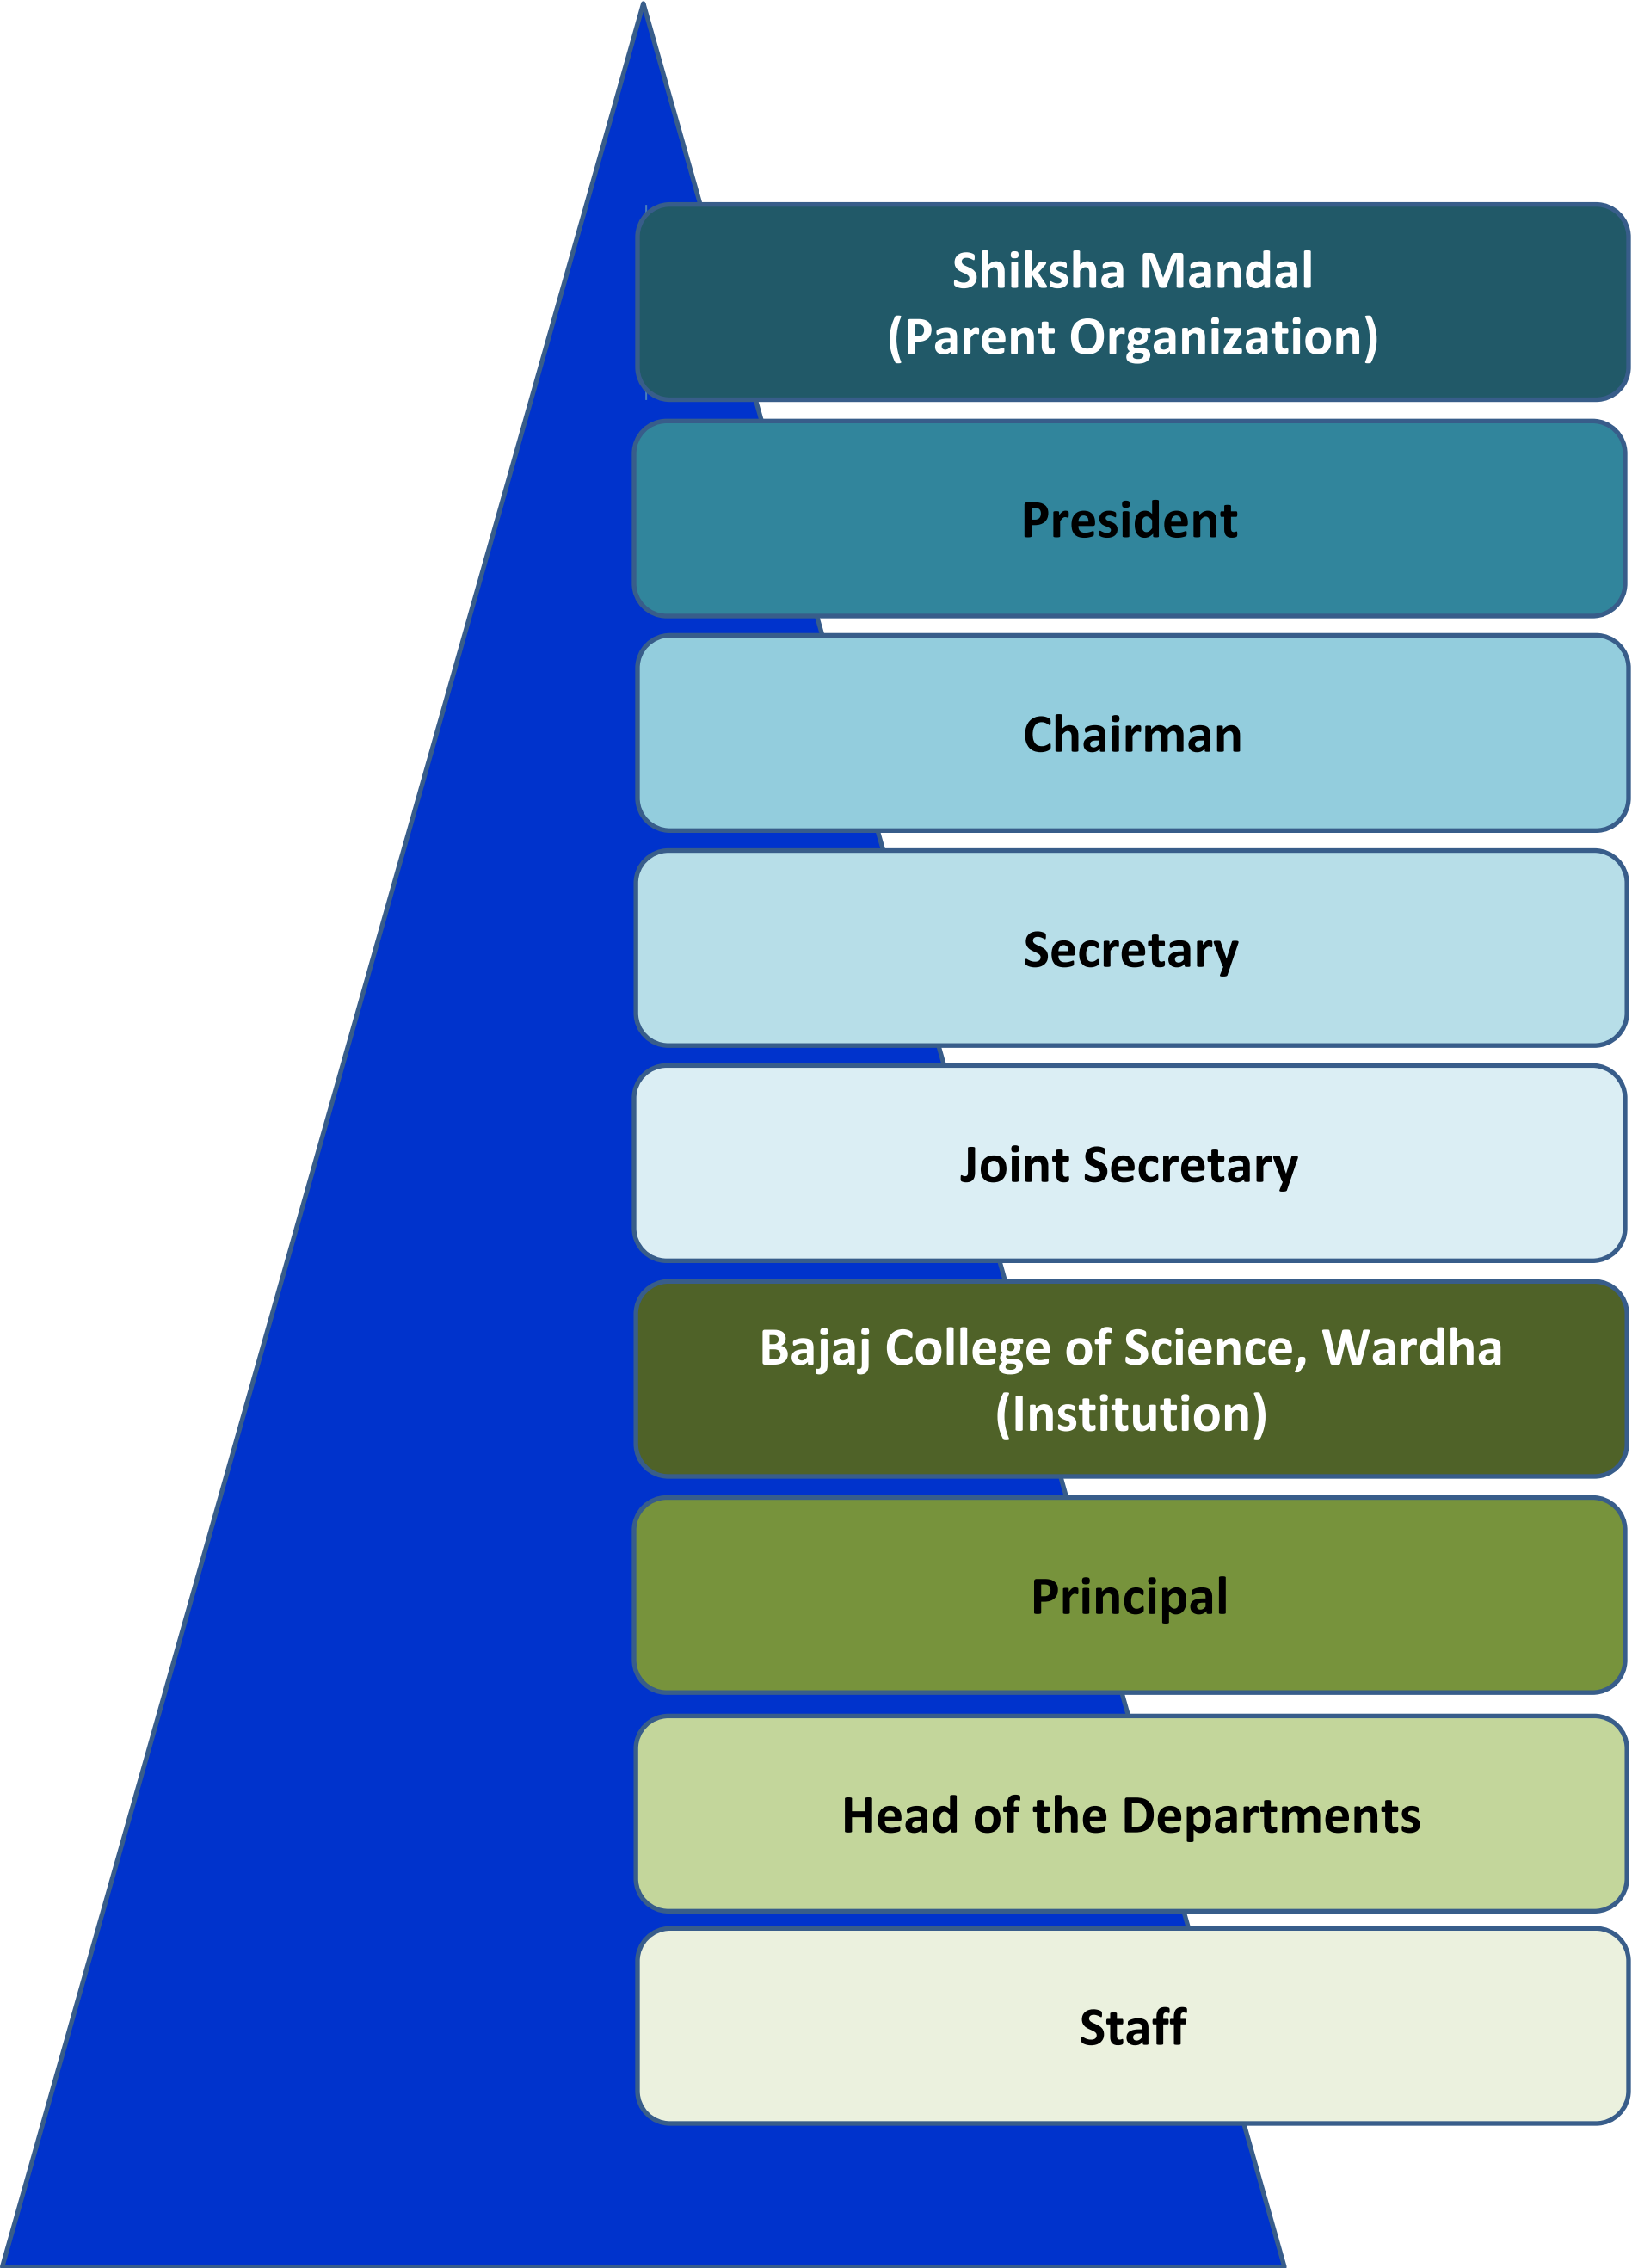 Shiksha Mandal
(Parent Organization)
President
Chairman
Secretary
Joint Secretary
Bajaj College of Science, Wardha
(Institution)
Principal
Head of the Departments
Staff